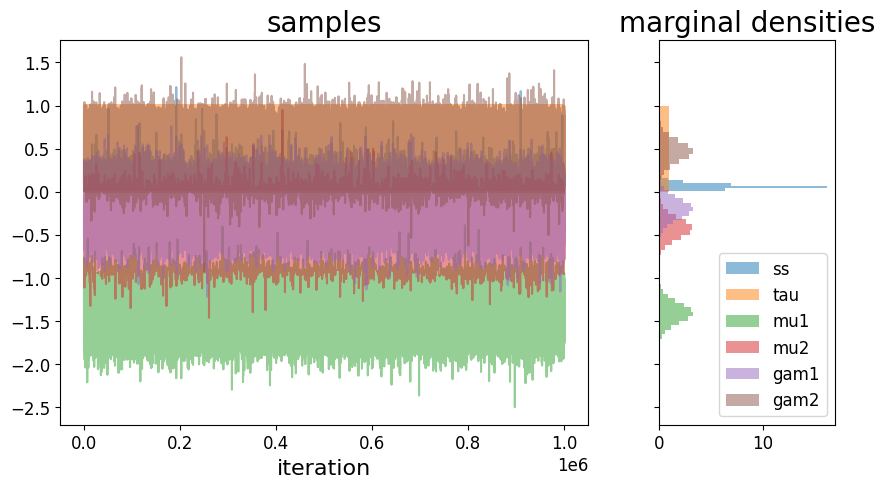 samples
marginal densities
1.5
1.0
0.5
0.0
−0.5
−1.0
−1.5
−2.0
−2.5
0.0 0.2 0.4 0.6 0.8 1.0
1e6
iteration
0 10
ss
tau
mu1
mu2
gam1
gam2